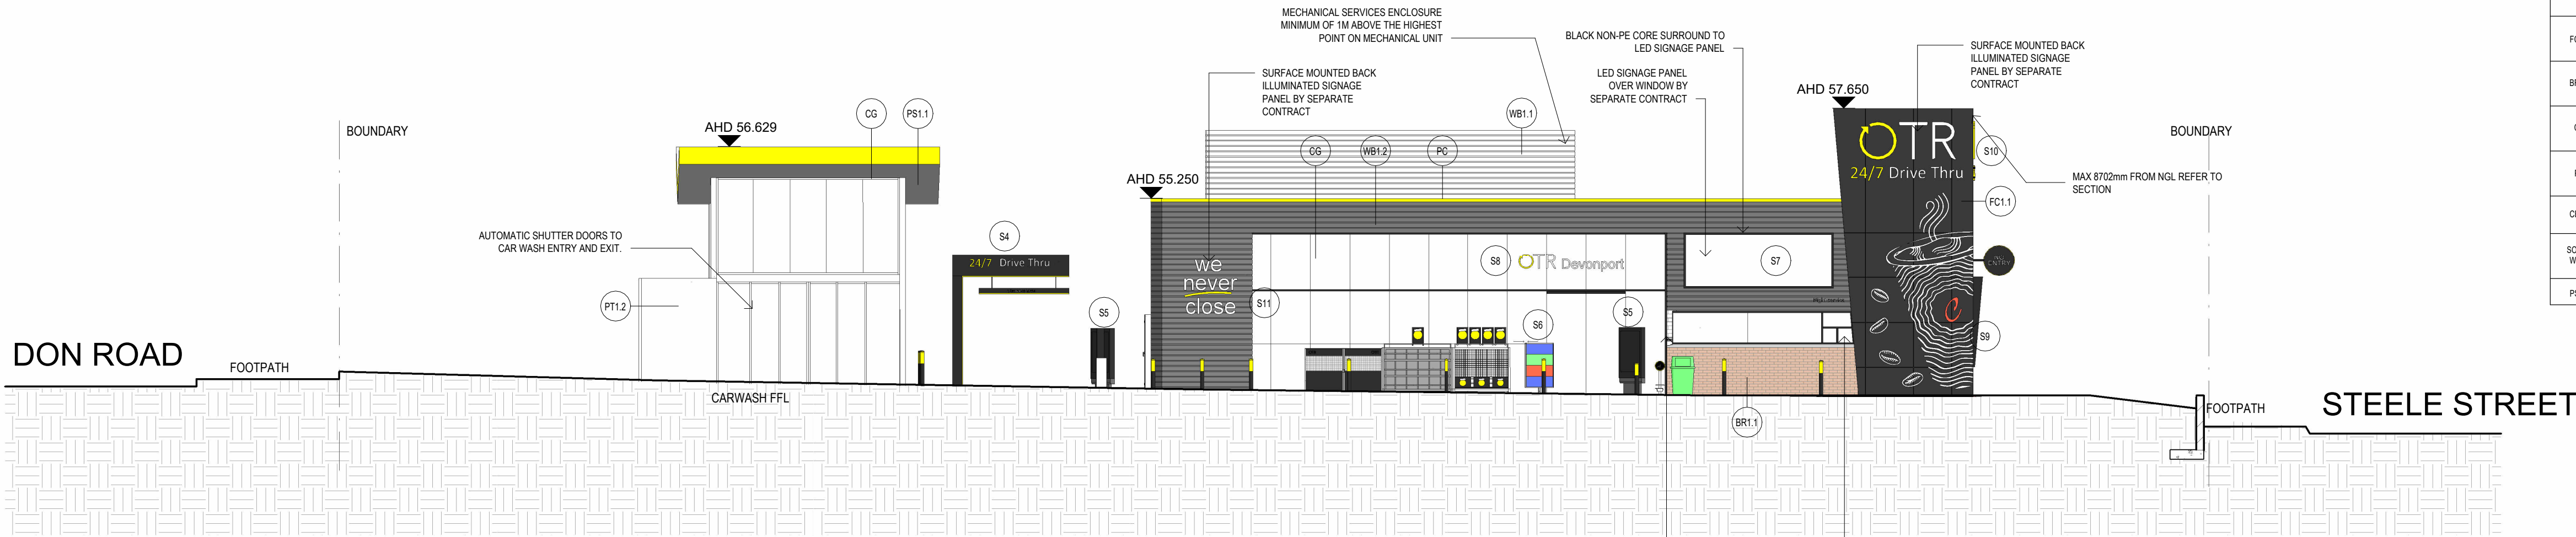 MECHANICAL SERVICES ENCLOSURE
MINIMUM OF 1M ABOVE THE HIGHEST
POINT ON MECHANICAL UNIT
BLACK NON-PE CORE SURROUND TO
LED SIGNAGE PANEL
SURFACE MOUNTED BACK
ILLUMINATED SIGNAGE
PANEL BY SEPARATE
CONTRACT
SURFACE MOUNTED BACK
ILLUMINATED SIGNAGE
PANEL BY SEPARATE
CONTRACT
LED SIGNAGE PANEL
OVER WINDOW BY
SEPARATE CONTRACT
AHD 57.650
BOUNDARY
AHD 56.629
CG
PS1.1
WB1.1
BOUNDARY
OTR
24/7 Drive Thru
S10
CG
WB1.2
PC
AHD 55.250
MAX 8702mm FROM NGL REFER TO
SECTION
FC1.1
AUTOMATIC SHUTTER DOORS TO
CAR WASH ENTRY AND EXIT.
S4
24/7 Drive Thru
we
never
close
S11
S8
OTR Devonport
S7
ENTRY
PT1.2
S5
S6
S5
S9
DON ROAD
FOOTPATH
CARWASH FFL
BR1.1
FOOTPATH
STEELE STREET